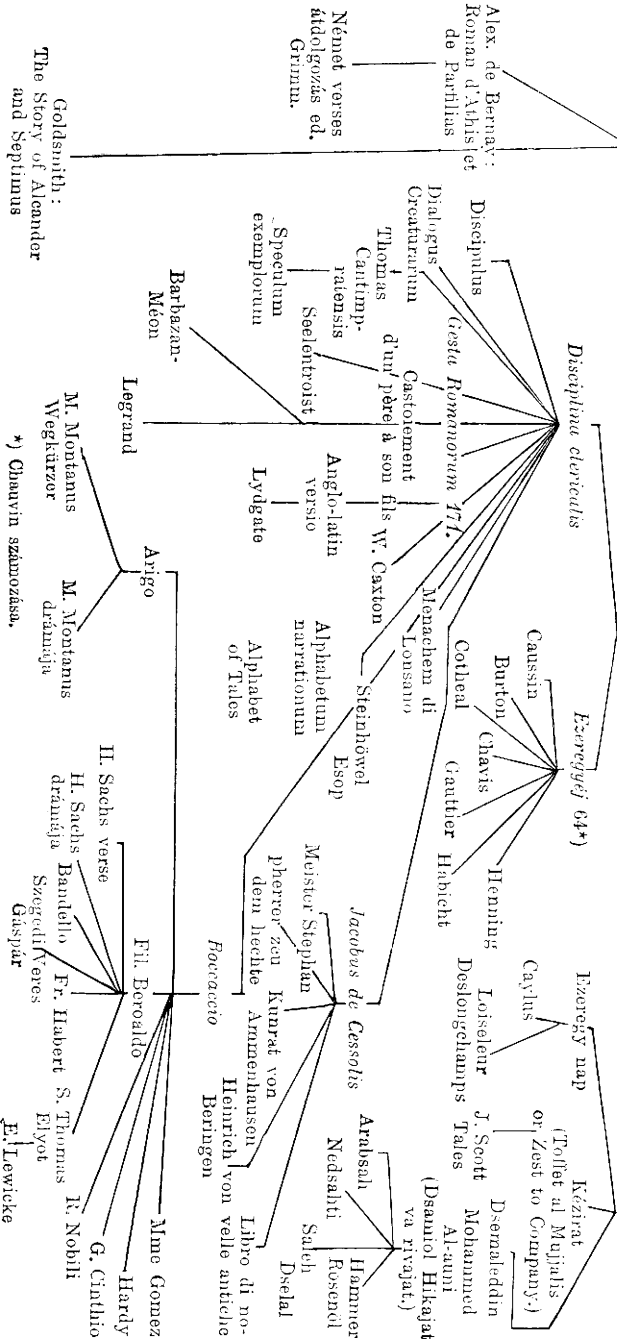 Alex. de Bernay:
Roman d'Athis et
de Partilias
Német verses
átdolgozás ed.
Grimm.
Goldsmith:
The Story of Alcander
and Septimus
Disciplina clericalis
Discipulus
Dialogus
Creaturarum
Thomas
Cantimp-
ratensis
Speculum
exemplorum
Gesta Romanorum 171.
Seelentroist
Castoiement
d'un père à son fils
Barbazan-
Méon
Legrand
W. Caxton
Anglo-latin
versio
Lydgate
Menachem di
Lonsano
Steinhöwel
Esop
Alphabetum
narrationum
Alphabet
of Tales
Ezeregyéj 64*)
Caussin
Burton
Cotheal
Chavis
Gauttier
Habicht
Henning
Ezeregy nap
Caylus
Loiseleur
Deslongchamps
Kézirat
(Toffet al Mujjalis
or, Zest to Company.)
J. Scott
Tales
Dsemaleddin
Mohammed
Al-auni
(Dsamiol Hikajat
va rivajat.)
Arabsah
Nedsahti
Saleh
Dselal
Hammer
Rosenöl
Jacobus de Cessolis
Meister Stephan
pherrer zeu
dem hechte
Kunrat von
Ammenhausen
Heinrich von
Beringen
Libro di no-
velle antiche
Boccaccio
Arigo
M. Montanus
Wegkürzer
M. Montanus
drámája
Fil. Beroaldo
H. Sachs verse
H. Sachs
drámája
Bandello
Szegedi Veres
Gáspár
Fr. Habert
S. Thomas
Elyot
E. Lewicke
R. Nobili
G. Cinthio
Hardy
Mme Gomez
*) Chauvin számozása.